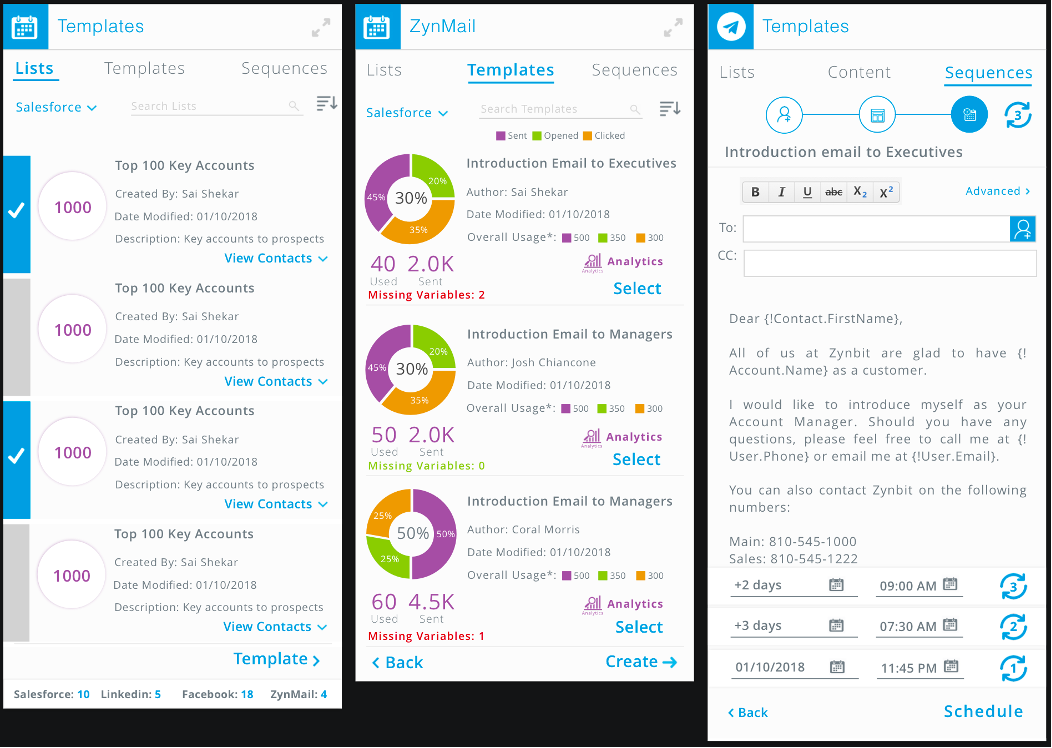 Templates
Lists Templates Sequences
Salesforce Search Lists
Top 100 Key Accounts
1000
Created By: Sai Shekar
Date Modified: 01/10/2018
Description: Key accounts to prospects
View Contacts
Top 100 Key Accounts
1000
Created By: Sai Shekar
Date Modified: 01/10/2018
Description: Key accounts to prospects
View Contacts
Top 100 Key Accounts
1000
Created By: Sai Shekar
Date Modified: 01/10/2018
Description: Key accounts to prospects
View Contacts
Top 100 Key Accounts
1000
Created By: Sai Shekar
Date Modified: 01/10/2018
Description: Key accounts to prospects
View Contacts
Template >
Salesforce: 10 Linkedin: 5 Facebook: 18 ZynMail: 4
ZynMail
Lists Templates Sequences
Salesforce Search Templates
Sent Opened Clicked
Introduction Email to Executives
20%
45% 30%
35%
Author: Sai Shekar
Date Modified: 01/10/2018
Overall Usage*: 500 350 300
40 2.0K
Used Sent
Analytics Analytics
Missing Variables: 2
Select
Introduction Email to Managers
20%
45% 30%
35%
Author: Josh Chiancone
Date Modified: 01/10/2018
Overall Usage*: 500 350 300
50 2.0K
Used Sent
Analytics Analytics
Missing Variables: 0
Select
Introduction Email to Managers
25%
50% 50%
25%
Author: Coral Morris
Date Modified: 01/10/2018
Overall Usage*: 500 350 300
60 4.5K
Used Sent
Analytics Analytics
Missing Variables: 1
Select
< Back Create →
Templates
Lists Content Sequences
3
Introduction email to Executives
B I U abc X2 X2 Advanced >
To:
CC:
Dear {!Contact.FirstName},
All of us at Zynbit are glad to have {!
Account.Name} as a customer.
I would like to introduce myself as your
Account Manager. Should you have any
questions, please feel free to call me at {!
User.Phone} or email me at {!User.Email}.
You can also contact Zynbit on the following
numbers:
Main: 810-545-1000
Sales: 810-545-1222
+2 days 09:00 AM 3
+3 days 07:30 AM 2
01/10/2018 11:45 PM 1
< Back Schedule